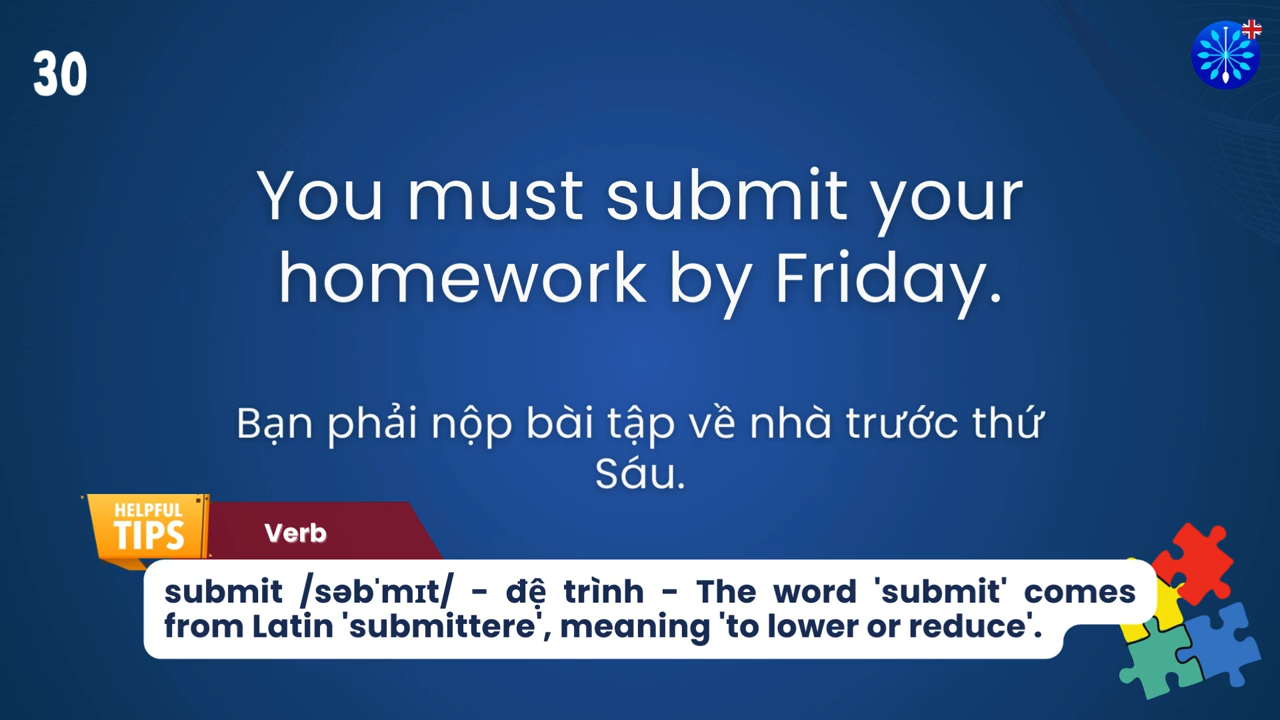 30
You must submit your
homework by Friday.
Bạn phải nộp bài tập về nhà trước thứ
Sáu.
HELPFUL
TIPS
Verb
submit /səbˈmɪt/ - đệ trình - The word 'submit' comes
from Latin 'submittere', meaning 'to lower or reduce'.